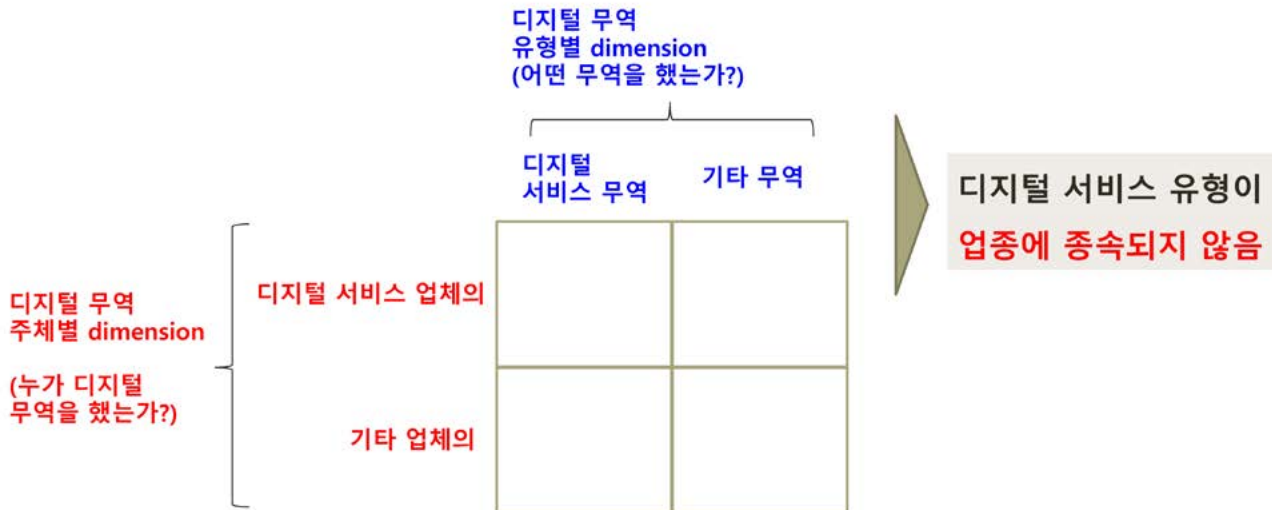 디지털 무역
유형별 dimension
(어떤 무역을 했는가?)
디지털
서비스 무역
기타 무역
디지털 서비스 유형이
업종에 종속되지 않음
디지털 무역
주체별 dimension
(누가 디지털
무역을 했는가?)
디지털 서비스 업체의
기타 업체의